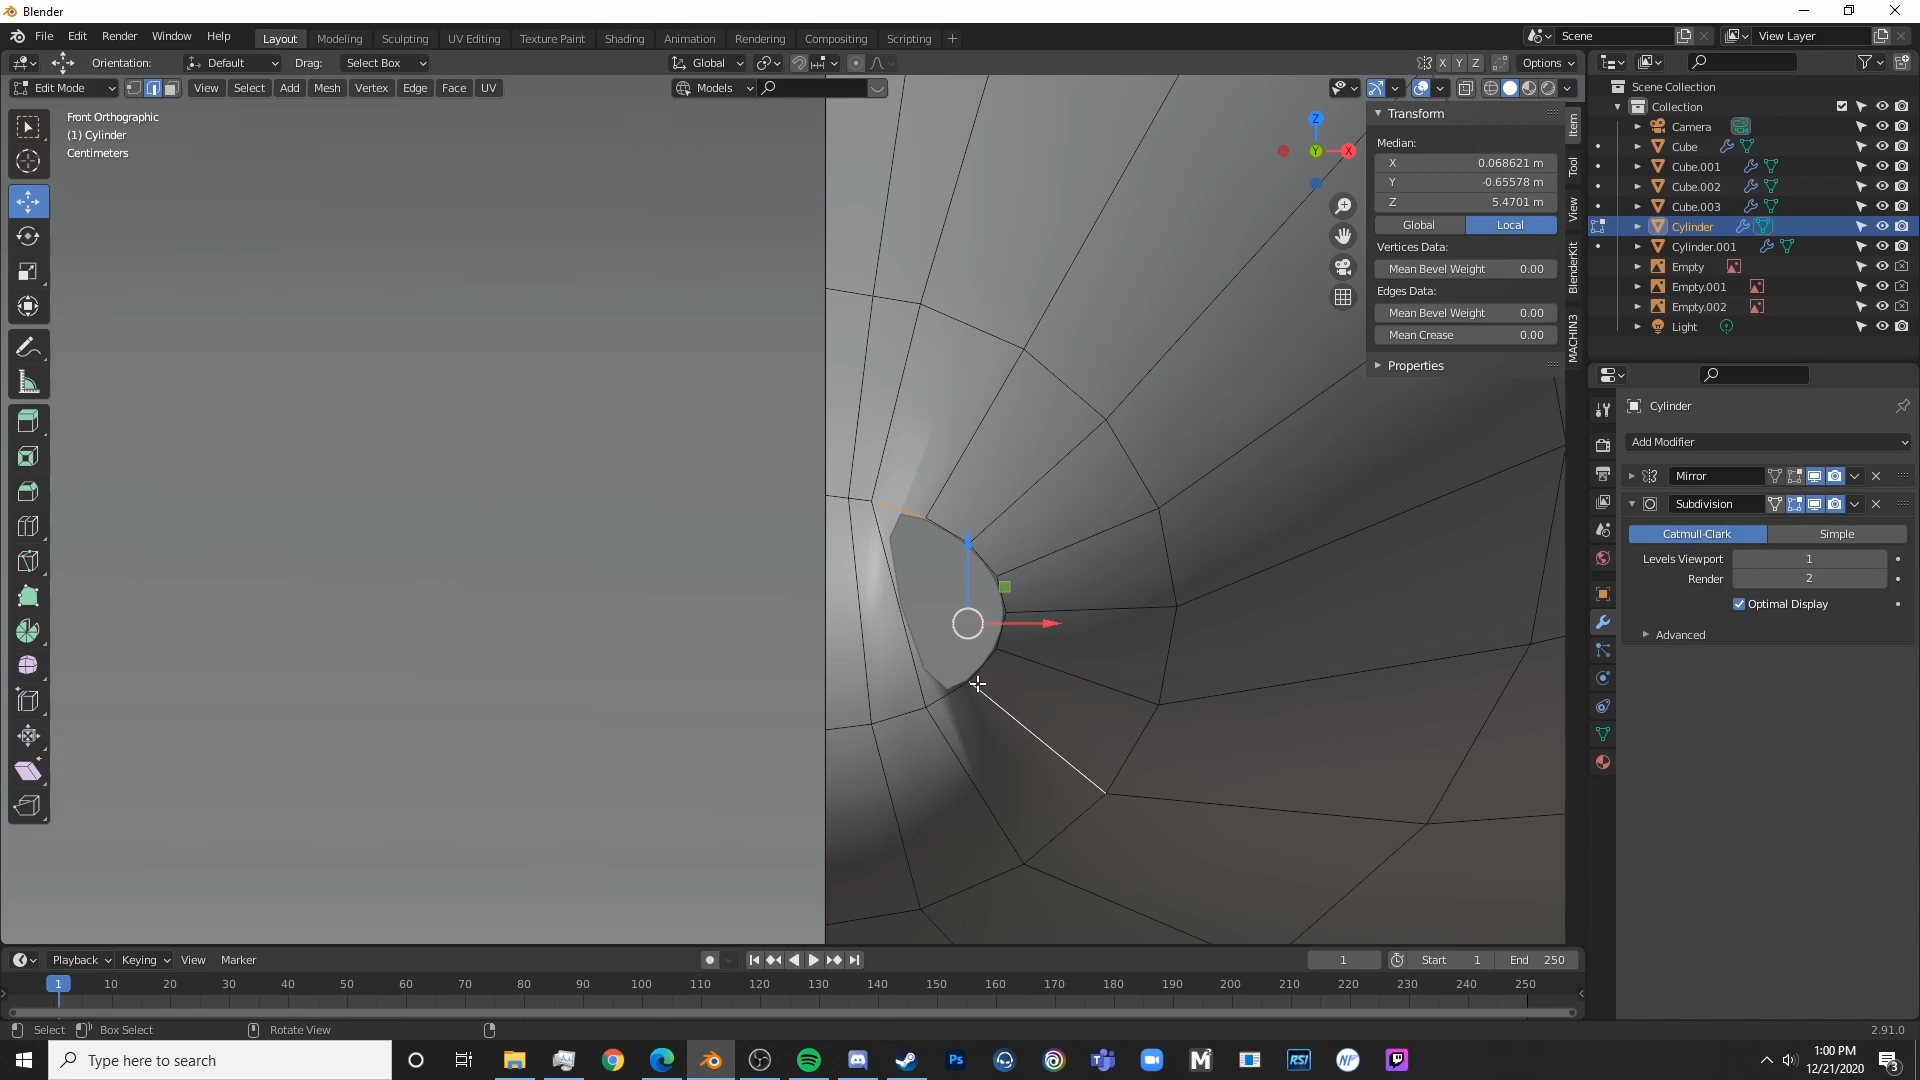 Blender
File Edit Render Window Help
Layout Modeling Sculpting UV Editing Texture Paint Shading Animation Rendering Compositing Scripting +
Scene
View Layer
Orientation: Default Drag: Select Box
Global
X Y Z
Options
Edit Mode
View Select Add Mesh Vertex Edge Face UV
Models
Front Orthographic
(1) Cylinder
Centimeters
Z
Y
X
Transform
Median:
X 0.068621 m
Y -0.65578 m
Z 5.4701 m
Global Local
Vertices Data:
Mean Bevel Weight 0.00
Edges Data:
Mean Bevel Weight 0.00
Mean Crease 0.00
Properties
Item
Tool
View
BlenderKit
MACHIN3
Scene Collection
Collection
Camera
Cube
Cube.001
Cube.002
Cube.003
Cylinder
Cylinder.001
Empty
Empty.001
Empty.002
Light
Cylinder
Add Modifier
Mirror
Subdivision
Catmull-Clark Simple
Levels Viewport 1
Render 2
Optimal Display
Advanced
Playback Keying View Marker
1
Start 1
End 250
1 10 20 30 40 50 60 70 80 90 100 110 120 130 140 150 160 170 180 190 200 210 220 230 240 250
Select Box Select Rotate View
2.91.0
Type here to search
Ps
M
RSI
NP
1:00 PM
12/21/2020
3